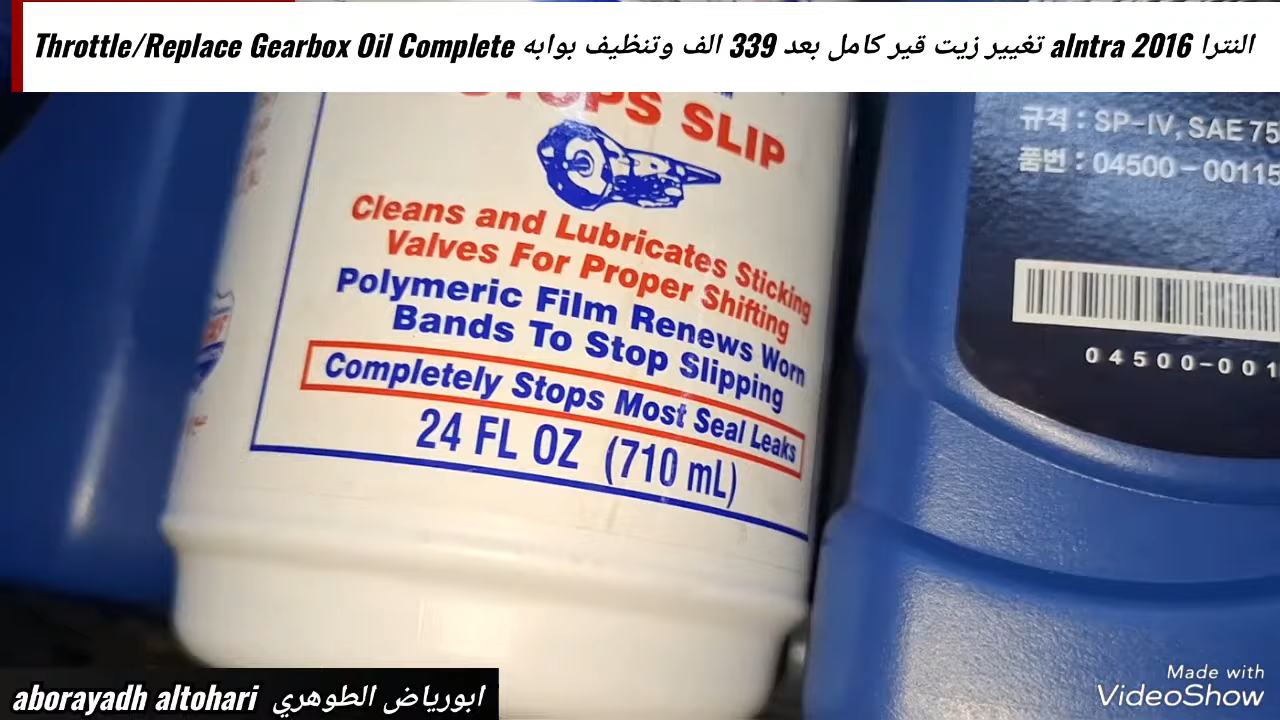 النترا 2016 alntra تغيير زيت قير كامل بعد 339 الف وتنظيف بوابه Throttle/Replace Gearbox Oil Complete
STOPS SLIP
Cleans and Lubricates Sticking
Valves For Proper Shifting
Polymeric Film Renews Worn
Bands To Stop Slipping
Completely Stops Most Seal Leaks
24 FL OZ (710 mL)
규격 : SP-IV, SAE 75
품번 : 04500-00115
04500-001
aborayadh altohari ابورياض الطوهري
Made with
VideoShow